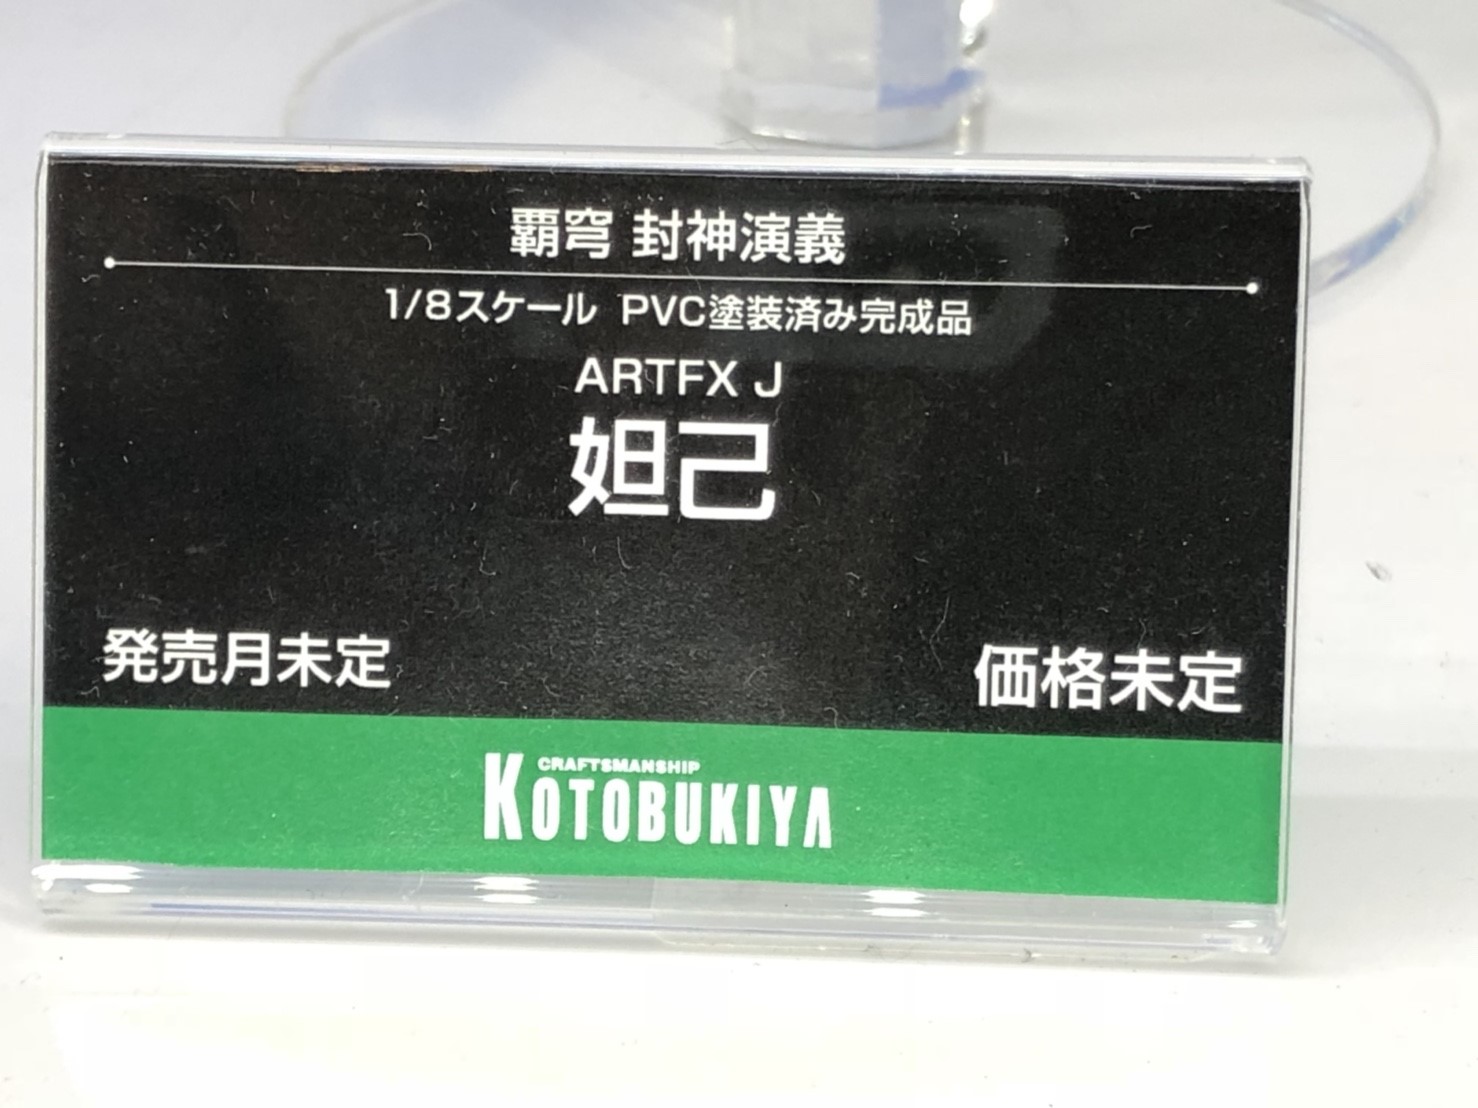 覇穹 封神演義
1/8スケール PVC塗装済み完成品
ARTFX J
妲己
発売月未定
価格未定
CRAFTSMANSHIP
KOTOBUKIYA